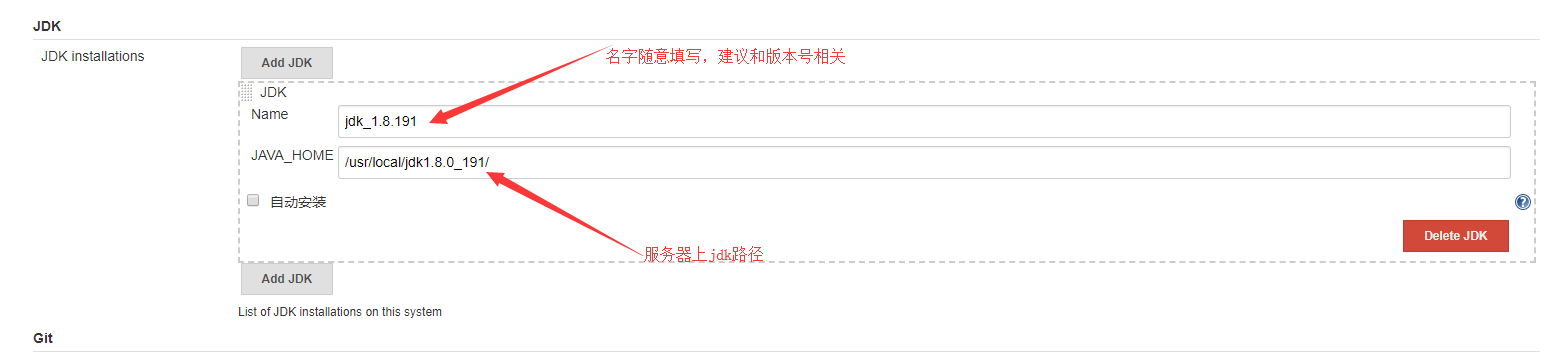 JDK
JDK installations
Add JDK
名字随意填写，建议和版本号相关
JDK
Name
jdk_1.8.191
JAVA_HOME
/usr/local/jdk1.8.0_191/
自动安装
?
Delete JDK
服务器上jdk路径
Add JDK
List of JDK installations on this system
Git